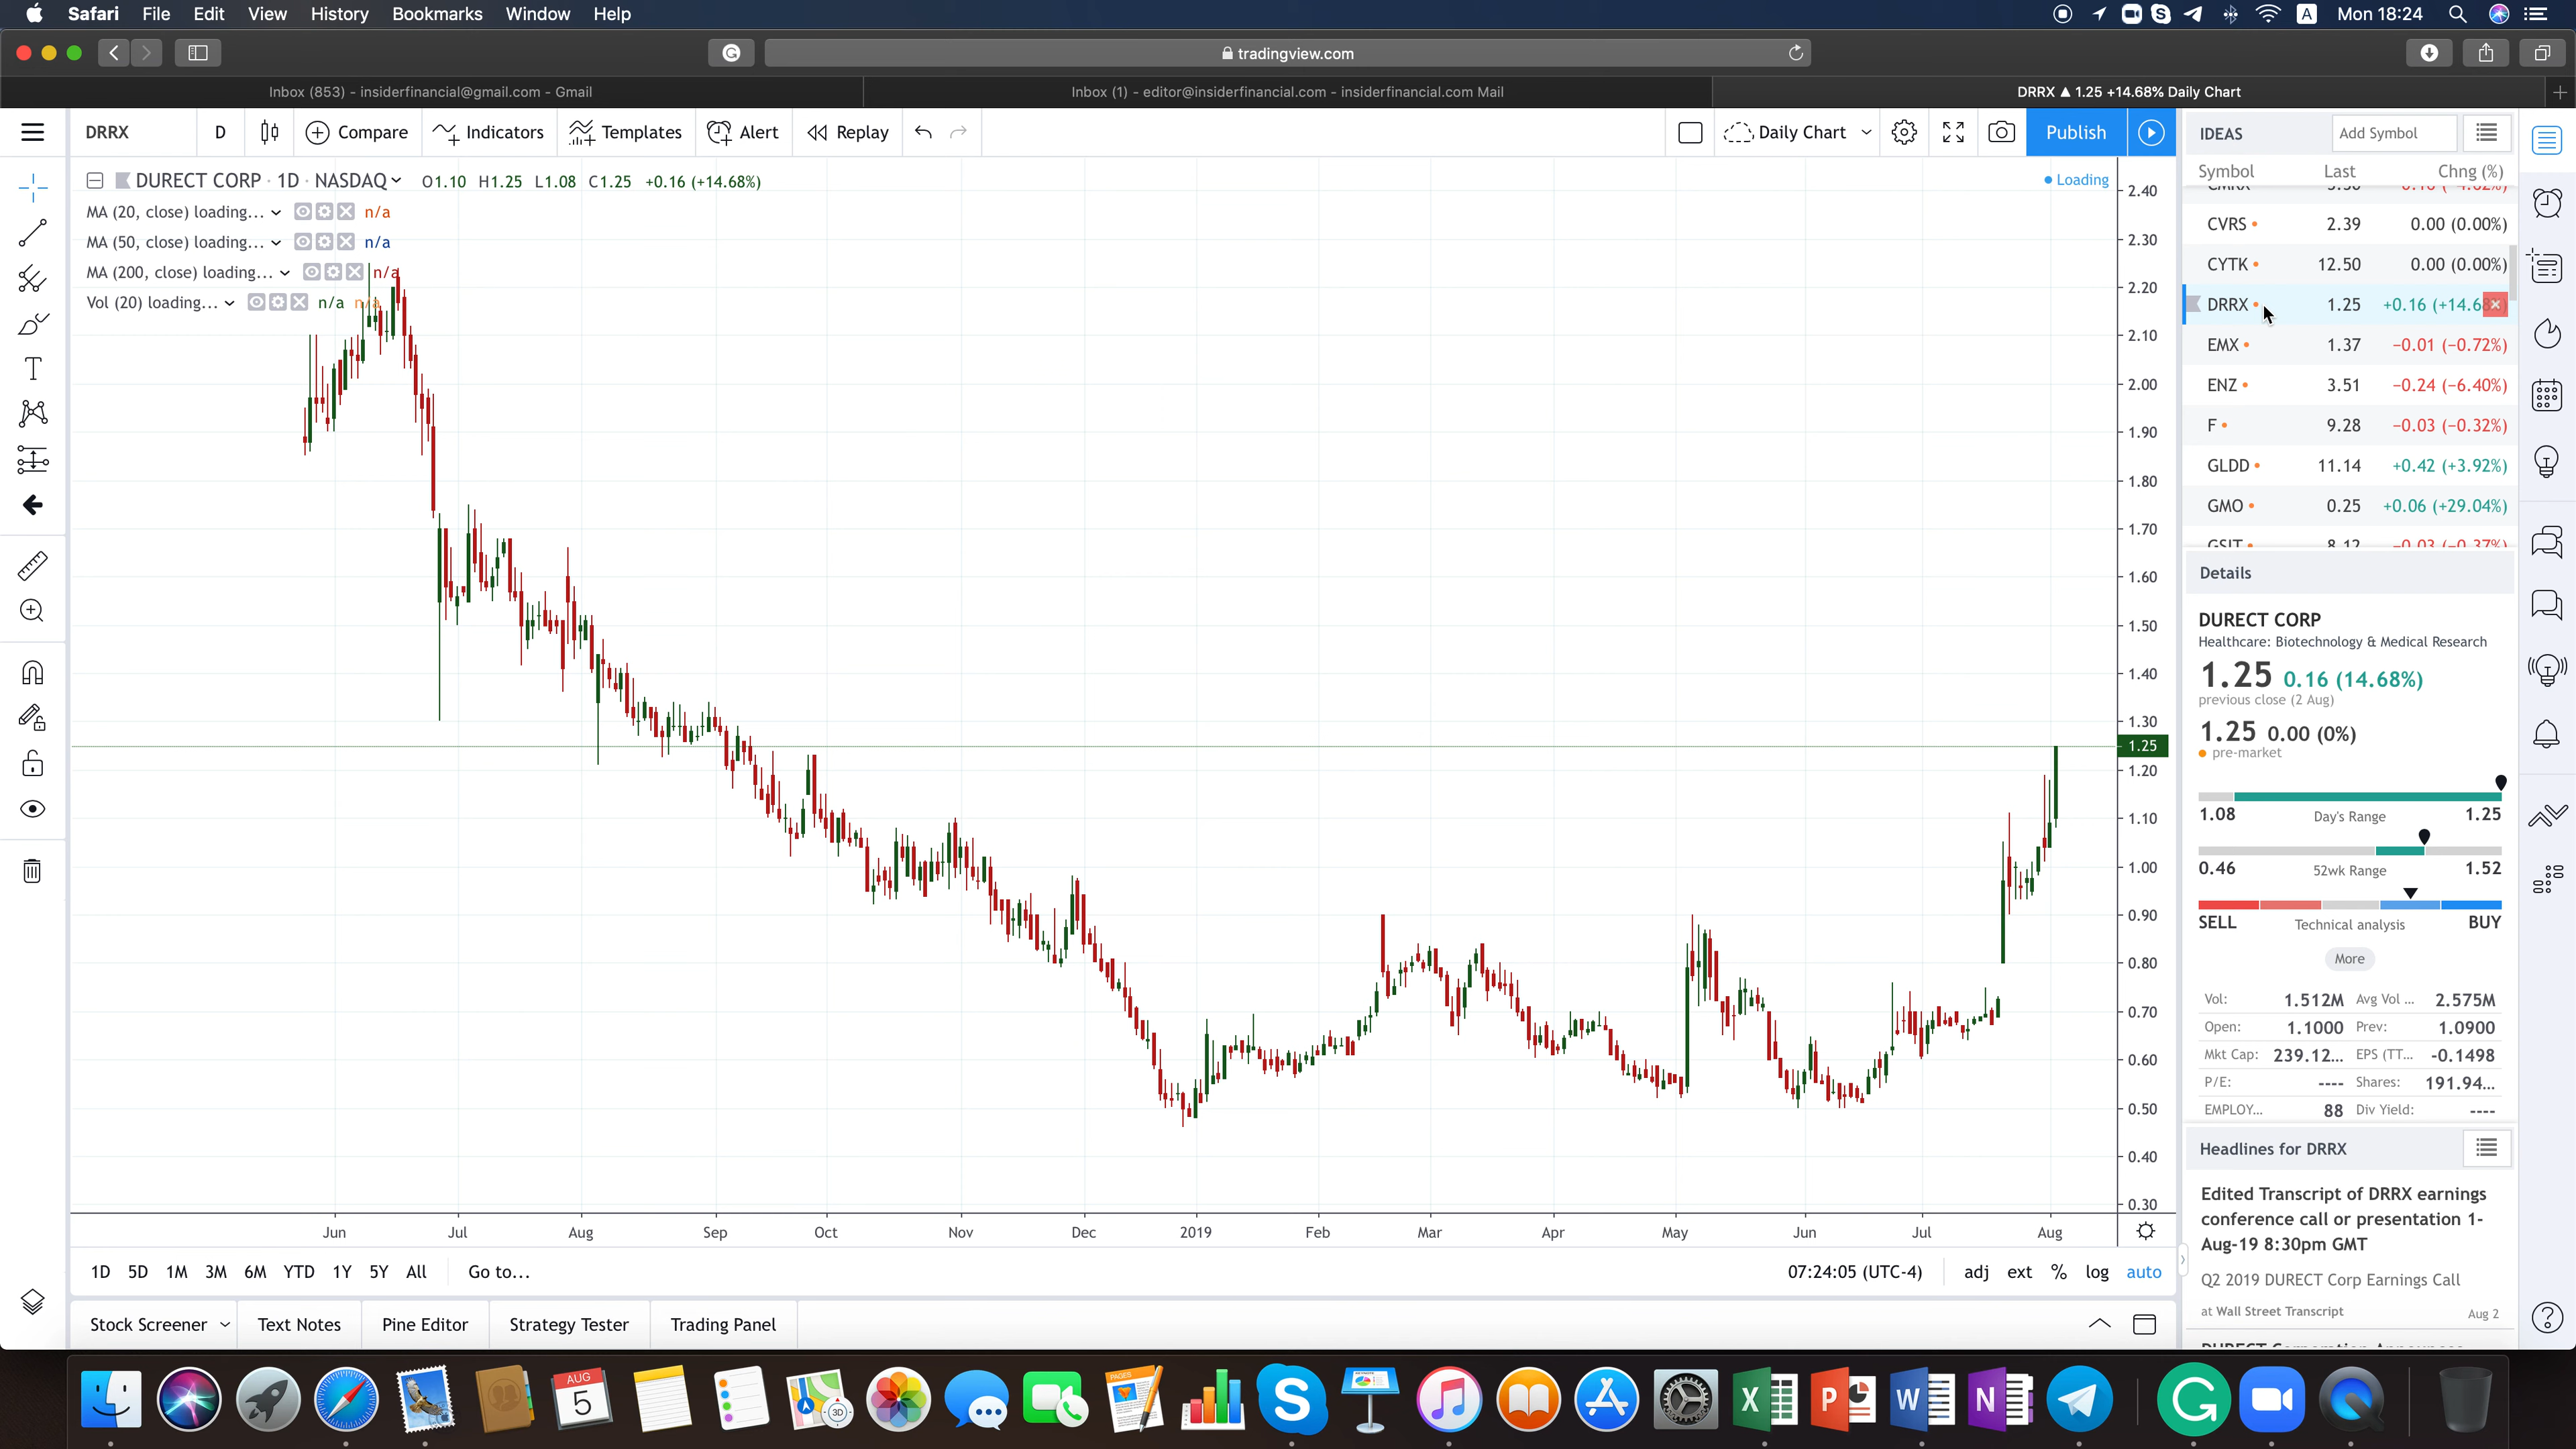 Safari File Edit View History Bookmarks Window Help A Mon 18:24
tradingview.com
Inbox (853) - insiderfinancial@gmail.com - Gmail
Inbox (1) - editor@insiderfinancial.com - insiderfinancial.com Mail
DRRX ▲ 1.25 +14.68% Daily Chart
DRRX D Compare Indicators Templates Alert Replay Daily Chart Publish
DURECT CORP · 1D · NASDAQ O1.10 H1.25 L1.08 C1.25 +0.16 (+14.68%)
Loading
MA (20, close) loading... n/a
MA (50, close) loading... n/a
MA (200, close) loading... n/a
Vol (20) loading... n/a n/a
2.40
2.30
2.20
2.10
2.00
1.90
1.80
1.70
1.60
1.50
1.40
1.30
1.25
1.20
1.10
1.00
0.90
0.80
0.70
0.60
0.50
0.40
0.30
Jun Jul Aug Sep Oct Nov Dec 2019 Feb Mar Apr May Jun Jul Aug
1D 5D 1M 3M 6M YTD 1Y 5Y All Go to... 07:24:05 (UTC-4) adj ext % log auto
Stock Screener Text Notes Pine Editor Strategy Tester Trading Panel
IDEAS Add Symbol
Symbol Last Chng (%)
CVRS 2.39 0.00 (0.00%)
CYTK 12.50 0.00 (0.00%)
DRRX 1.25 +0.16 (+14.68
EMX 1.37 −0.01 (−0.72%)
ENZ 3.51 −0.24 (−6.40%)
F 9.28 −0.03 (−0.32%)
GLDD 11.14 +0.42 (+3.92%)
GMO 0.25 +0.06 (+29.04%)
GSIT 8.12 −0.03 (−0.37%)
Details
DURECT CORP
Healthcare: Biotechnology & Medical Research
1.25 0.16 (14.68%)
previous close (2 Aug)
1.25 0.00 (0%)
pre-market
1.08 Day's Range 1.25
0.46 52wk Range 1.52
SELL Technical analysis BUY
More
Vol: 1.512M Avg Vol ... 2.575M
Open: 1.1000 Prev: 1.0900
Mkt Cap: 239.12... EPS (TT... -0.1498
P/E: ---- Shares: 191.94...
EMPLOY... 88 Div Yield: ----
Headlines for DRRX
Edited Transcript of DRRX earnings
conference call or presentation 1-
Aug-19 8:30pm GMT
Q2 2019 DURECT Corp Earnings Call
at Wall Street Transcript Aug 2
AUG
5
3D
PAGES
S
X
P
W
N
G